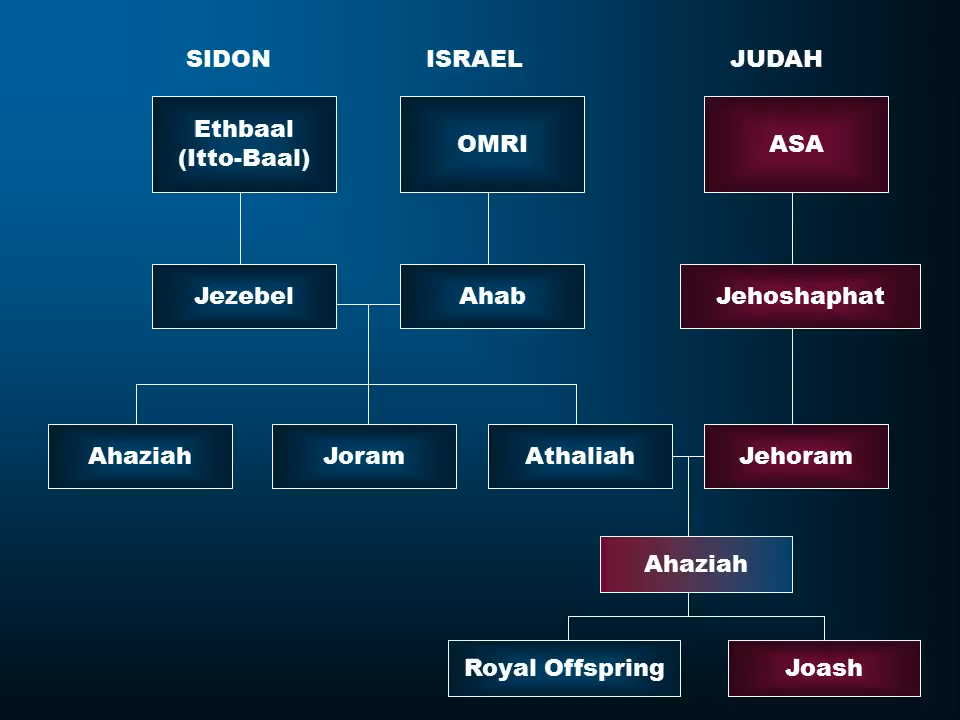 SIDON
ISRAEL
JUDAH
Ethbaal
(Itto-Baal)
OMRI
ASA
Jezebel
Ahab
Jehoshaphat
Ahaziah
Joram
Athaliah
Jehoram
Ahaziah
Royal Offspring
Joash